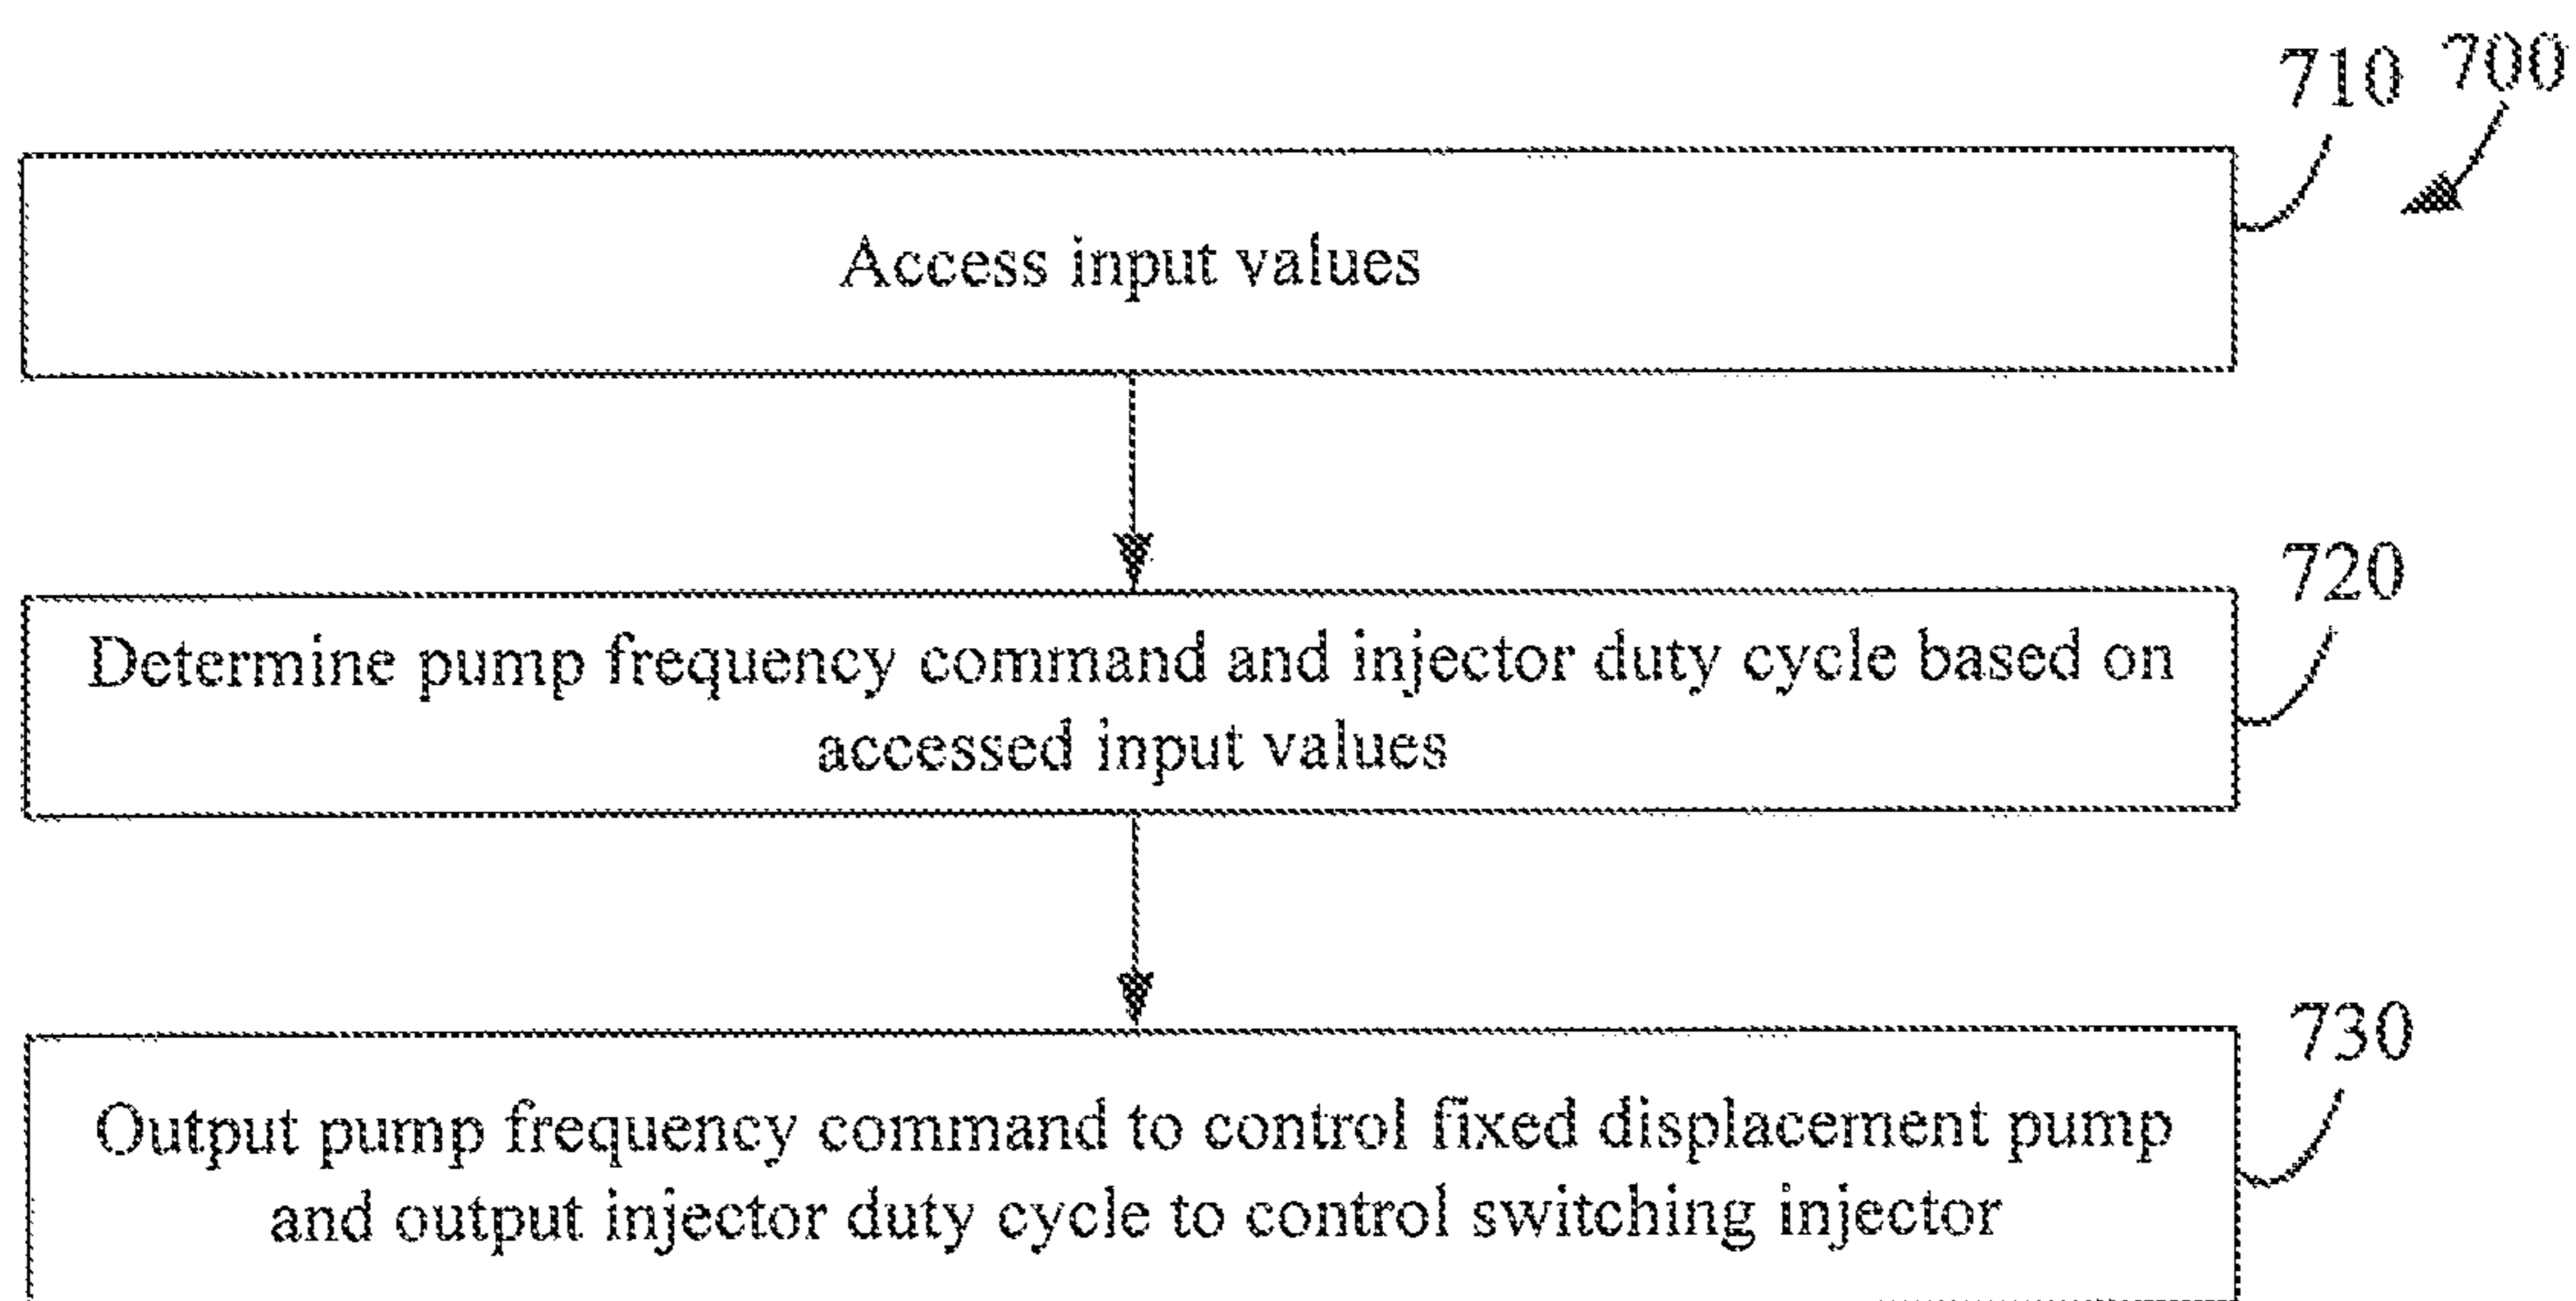 710 700
Access input values
720
Determine pump frequency command and injector duty cycle based on
accessed input values
730
Output pump frequency command to control fixed displacement pump
and output injector duty cycle to control switching injector